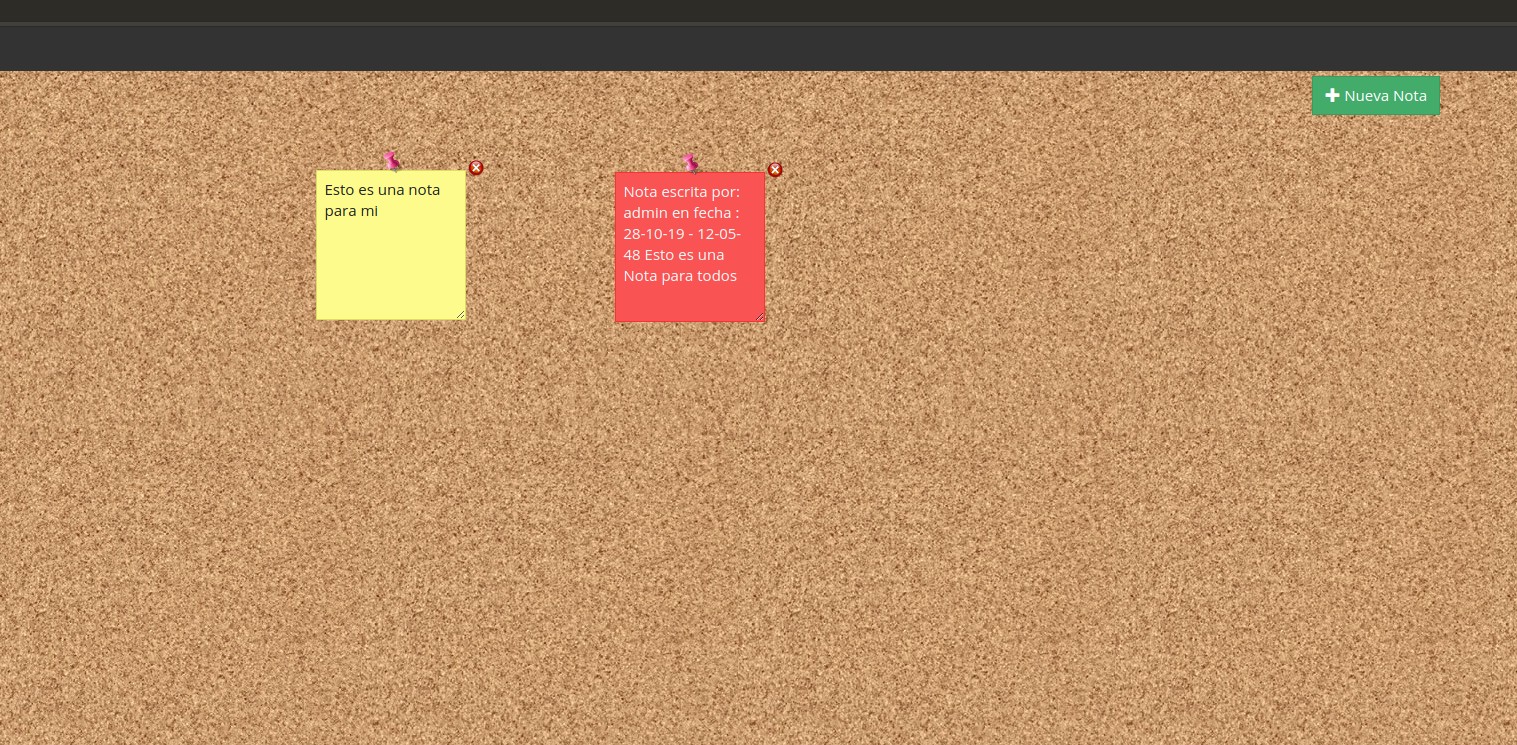 Nueva Nota
Esto es una nota
para mi
Nota escrita por:
admin en fecha :
28-10-19 - 12-05-
48 Esto es una
Nota para todos